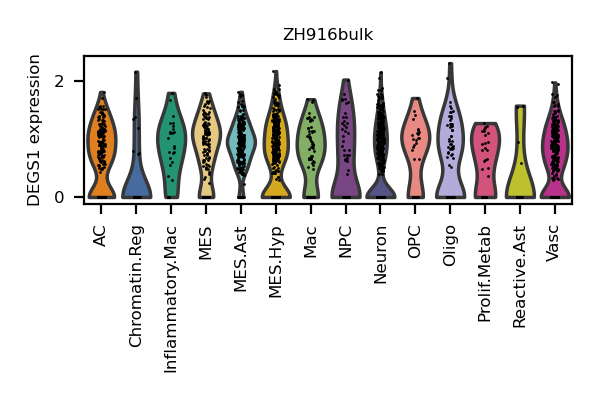 ZH916bulk
DEGS1 expression
2
0
AC
Chromatin.Reg
Inflammatory.Mac
MES
MES.Ast
MES.Hyp
Mac
NPC
Neuron
OPC
Oligo
Prolif.Metab
Reactive.Ast
Vasc